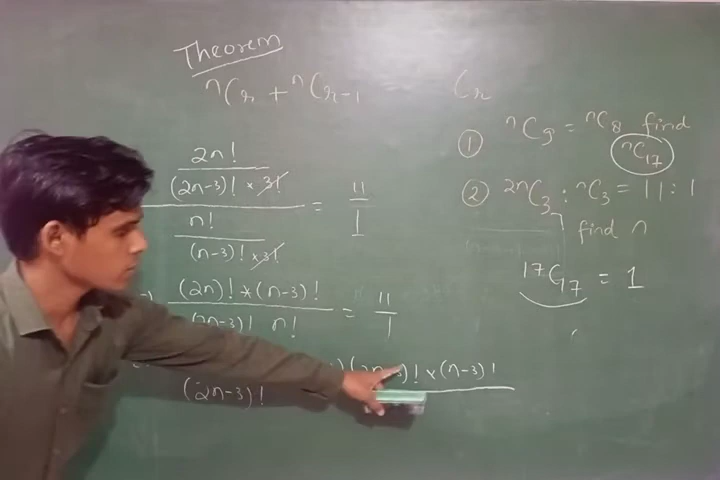 Theorem
ⁿCr + ⁿCr-1
Cr
2n!
(2n-3)! × 3!
n!
(n-3)! × 3!
= 11
1
(2n)! × (n-3)!
(2n-3)! n!
= 11
1
)(2n-3)! × (n-3)!
(2n-3)!
① ⁿC9 = ⁿC8 find
ⁿC17
② ²ⁿC3 : ⁿC3 = 11 : 1
find n
¹⁷C17 = 1